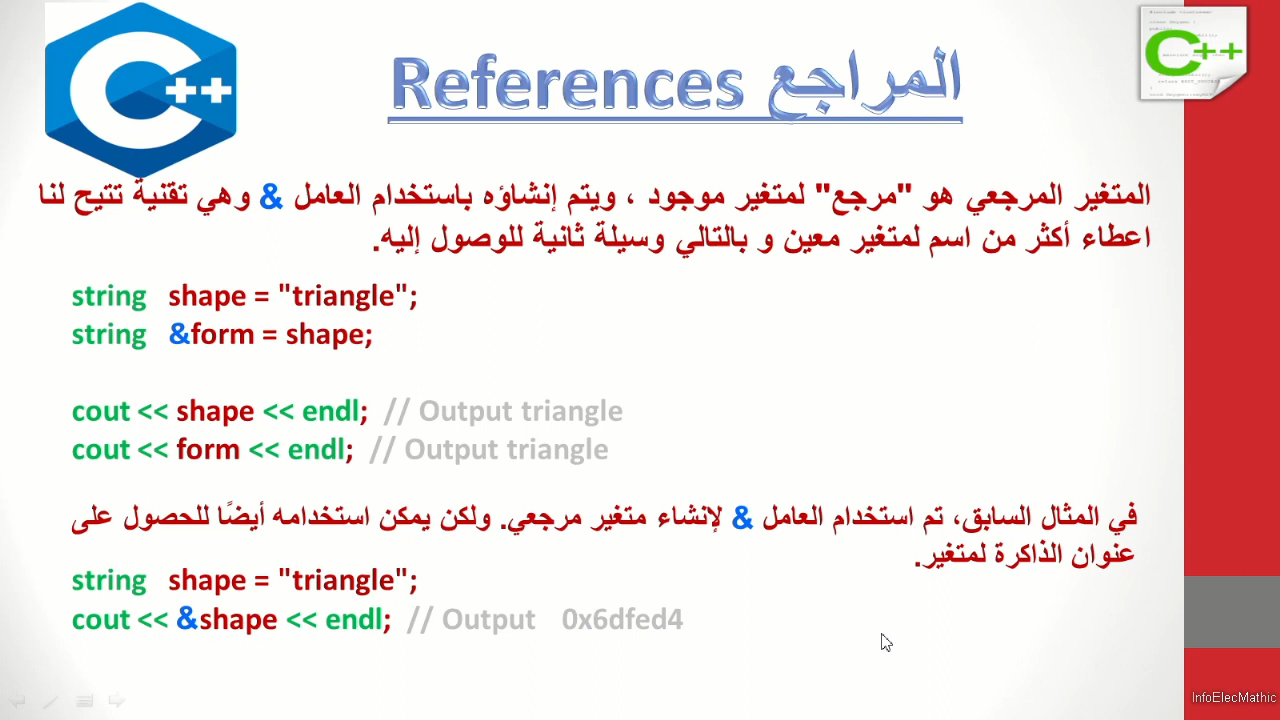 C++
C++
المراجع References
المتغير المرجعي هو "مرجع" لمتغير موجود ، ويتم إنشاؤه باستخدام العامل & وهي تقنية تتيح لنا
اعطاء أكثر من اسم لمتغير معين و بالتالي وسيلة ثانية للوصول إليه.
string shape = "triangle";
string &form = shape;
cout << shape << endl; // Output triangle
cout << form << endl; // Output triangle
في المثال السابق، تم استخدام العامل & لإنشاء متغير مرجعي. ولكن يمكن استخدامه أيضًا للحصول على
عنوان الذاكرة لمتغير.
string shape = "triangle";
cout << &shape << endl; // Output 0x6dfed4
InfoElecMathic